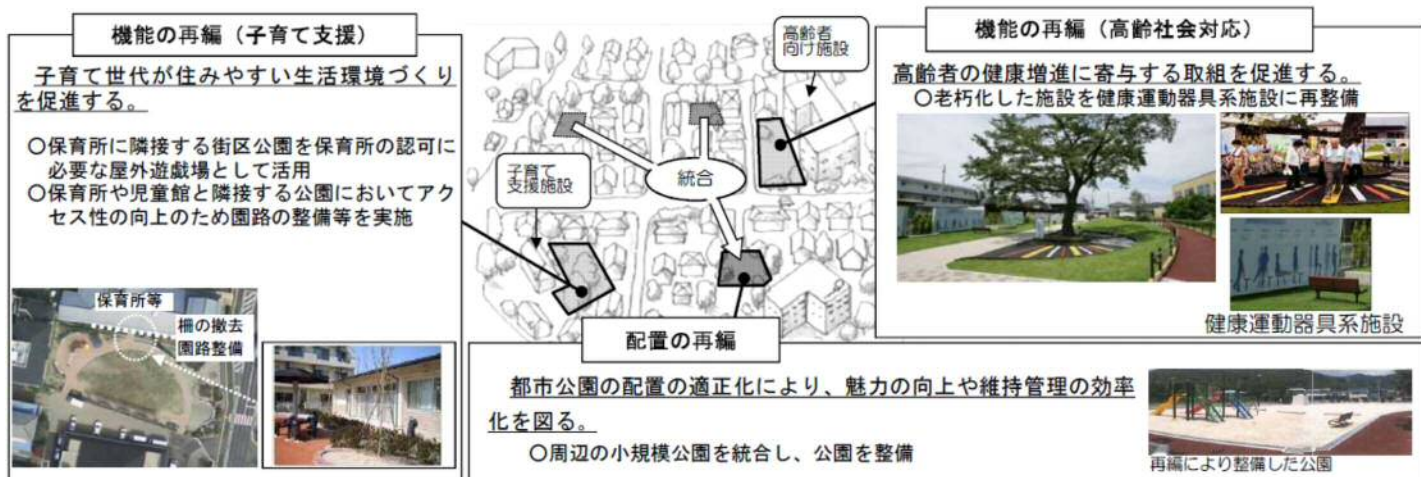 機能の再編（子育て支援）
子育て世代が住みやすい生活環境づくり
を促進する。
○保育所に隣接する街区公園を保育所の認可に
必要な屋外遊戯場として活用
○保育所や児童館と隣接する公園においてアク
セス性の向上のため園路の整備等を実施
保育所等
柵の撤去
園路整備
高齢者
向け施設
統合
子育て
支援施設
機能の再編（高齢社会対応）
高齢者の健康増進に寄与する取組を促進する。
○老朽化した施設を健康運動器具系施設に再整備
健康運動器具系施設
配置の再編
都市公園の配置の適正化により、魅力の向上や維持管理の効率
化を図る。
○周辺の小規模公園を統合し、公園を整備
再編により整備した公園